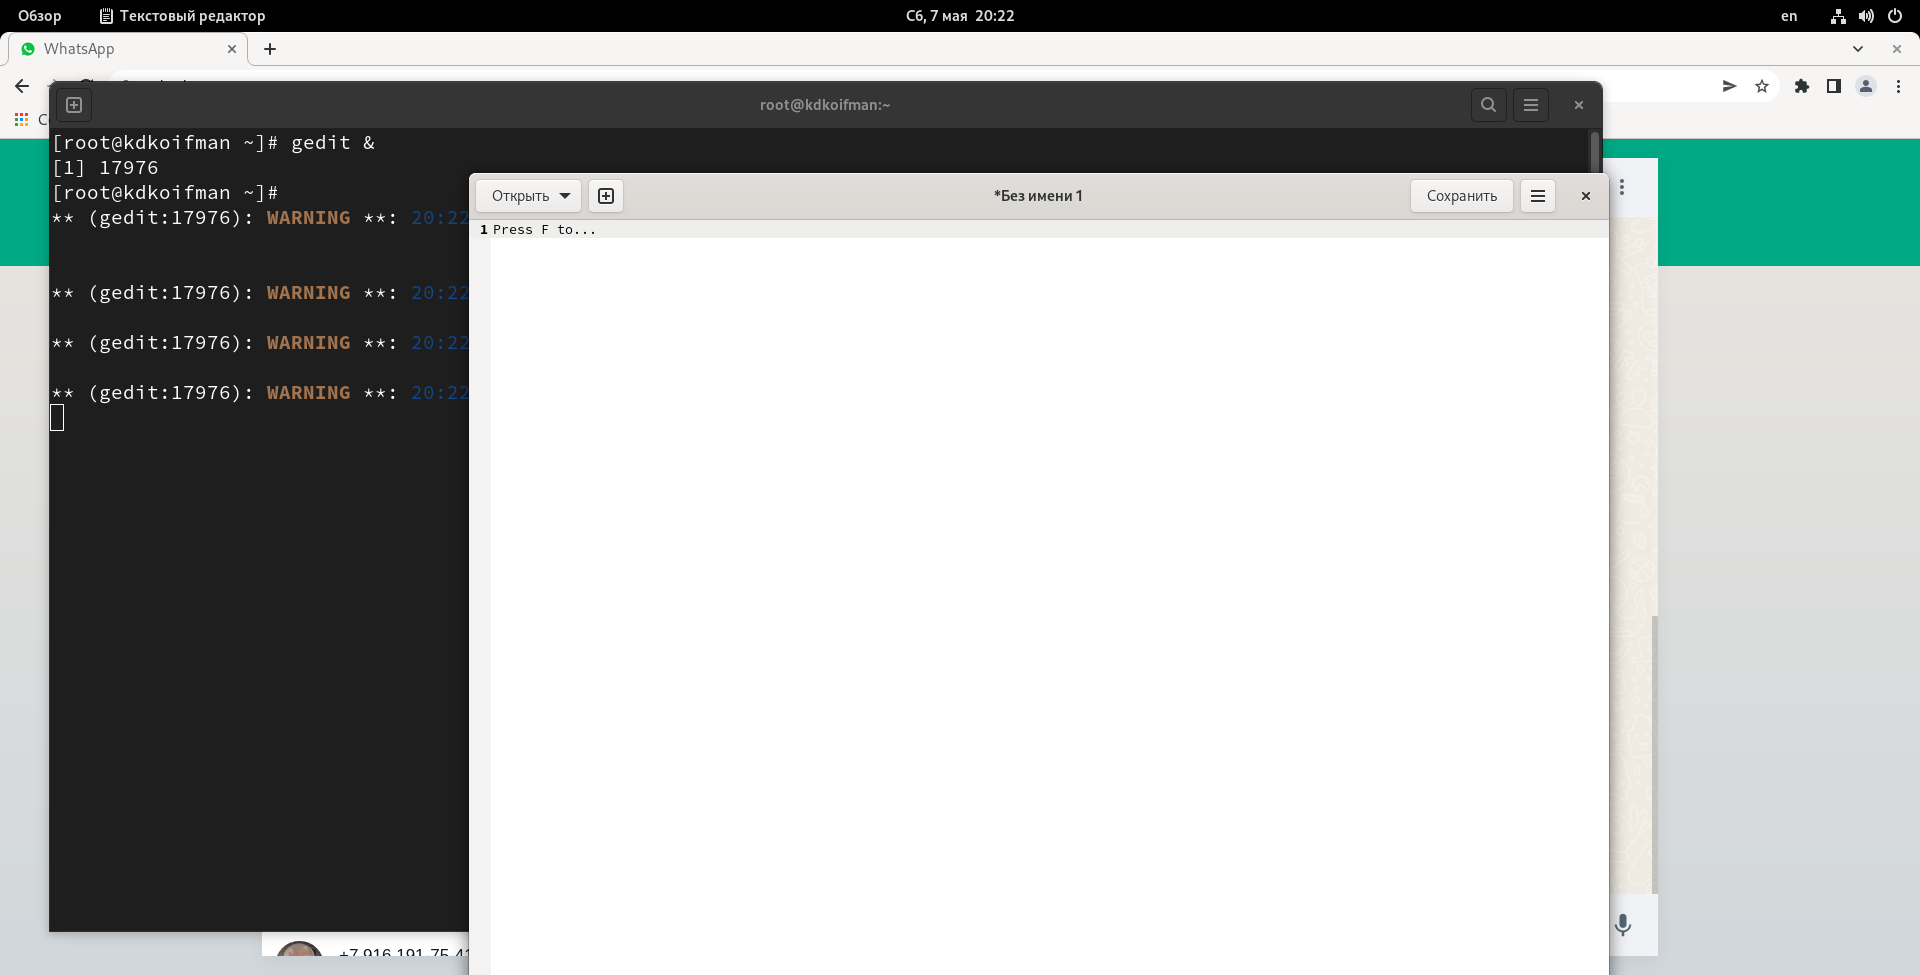 Обзор Текстовый редактор Сб, 7 мая 20:22 en
WhatsApp
root@kdkoifman:~
[root@kdkoifman ~]# gedit &
[1] 17976
[root@kdkoifman ~]#
** (gedit:17976): WARNING **: 20:22
** (gedit:17976): WARNING **: 20:22
** (gedit:17976): WARNING **: 20:22
** (gedit:17976): WARNING **: 20:22
Открыть *Без имени 1 Сохранить
1 Press F to...
+7 916 191-75-41